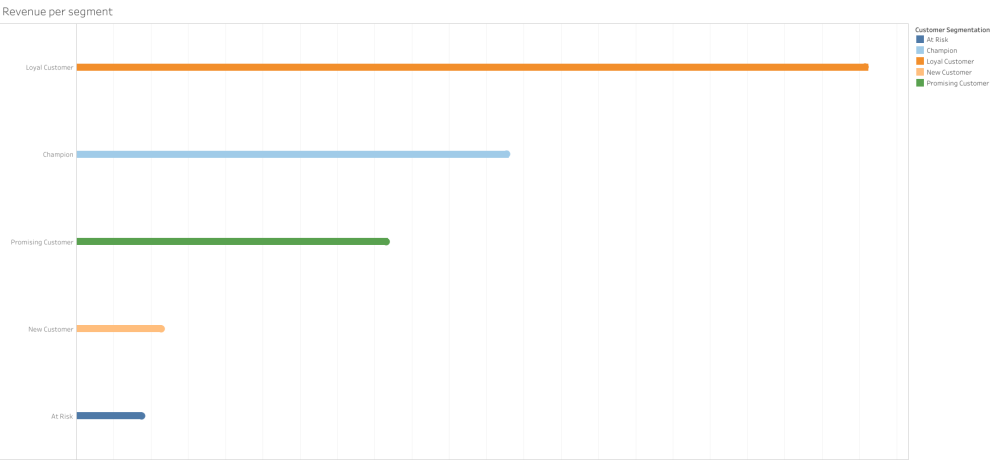 Revenue per segment
Customer Segmentation
At Risk
Champion
Loyal Customer
New Customer
Promising Customer
Loyal Customer
Champion
Promising Customer
New Customer
At Risk